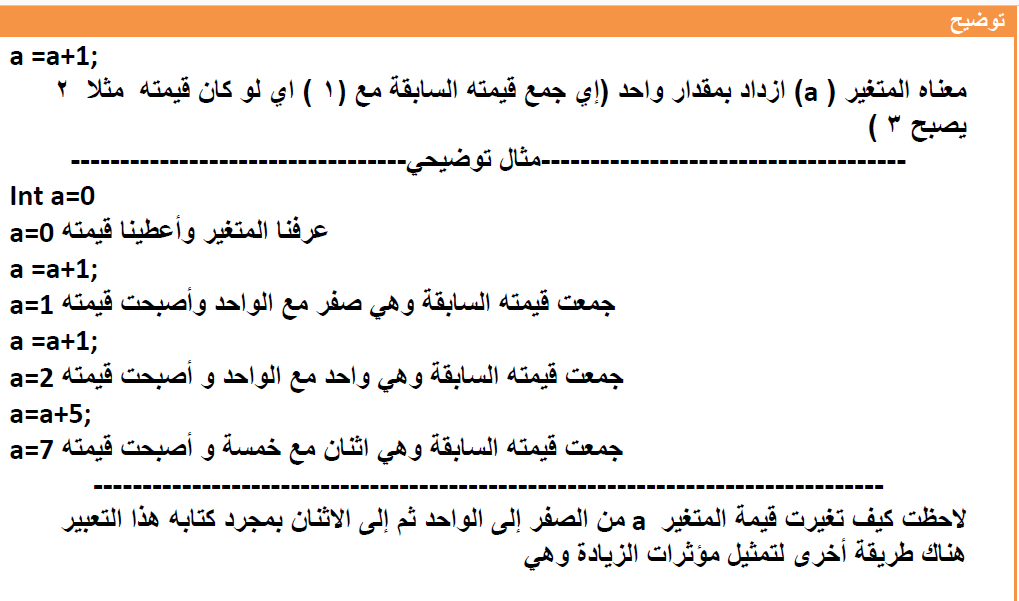 توضيح
a =a+1;
معناه المتغير ( a) ازداد بمقدار واحد (إي جمع قيمته السابقة مع (١ ) اي لو كان قيمته مثلا ٢
يصبح ٣ )
-------------------------------------مثال توضيحي----------------------------------
Int a=0
عرفنا المتغير وأعطينا قيمته a=0
a =a+1;
جمعت قيمته السابقة وهي صفر مع الواحد وأصبحت قيمته a=1
a =a+1;
جمعت قيمته السابقة وهي واحد مع الواحد و أصبحت قيمته a=2
a=a+5;
جمعت قيمته السابقة وهي اثنان مع خمسة و أصبحت قيمته a=7
--------------------------------------------------------------------------------
لاحظت كيف تغيرت قيمة المتغير a من الصفر إلى الواحد ثم إلى الاثنان بمجرد كتابه هذا التعبير
هناك طريقة أخرى لتمثيل مؤثرات الزيادة وهي